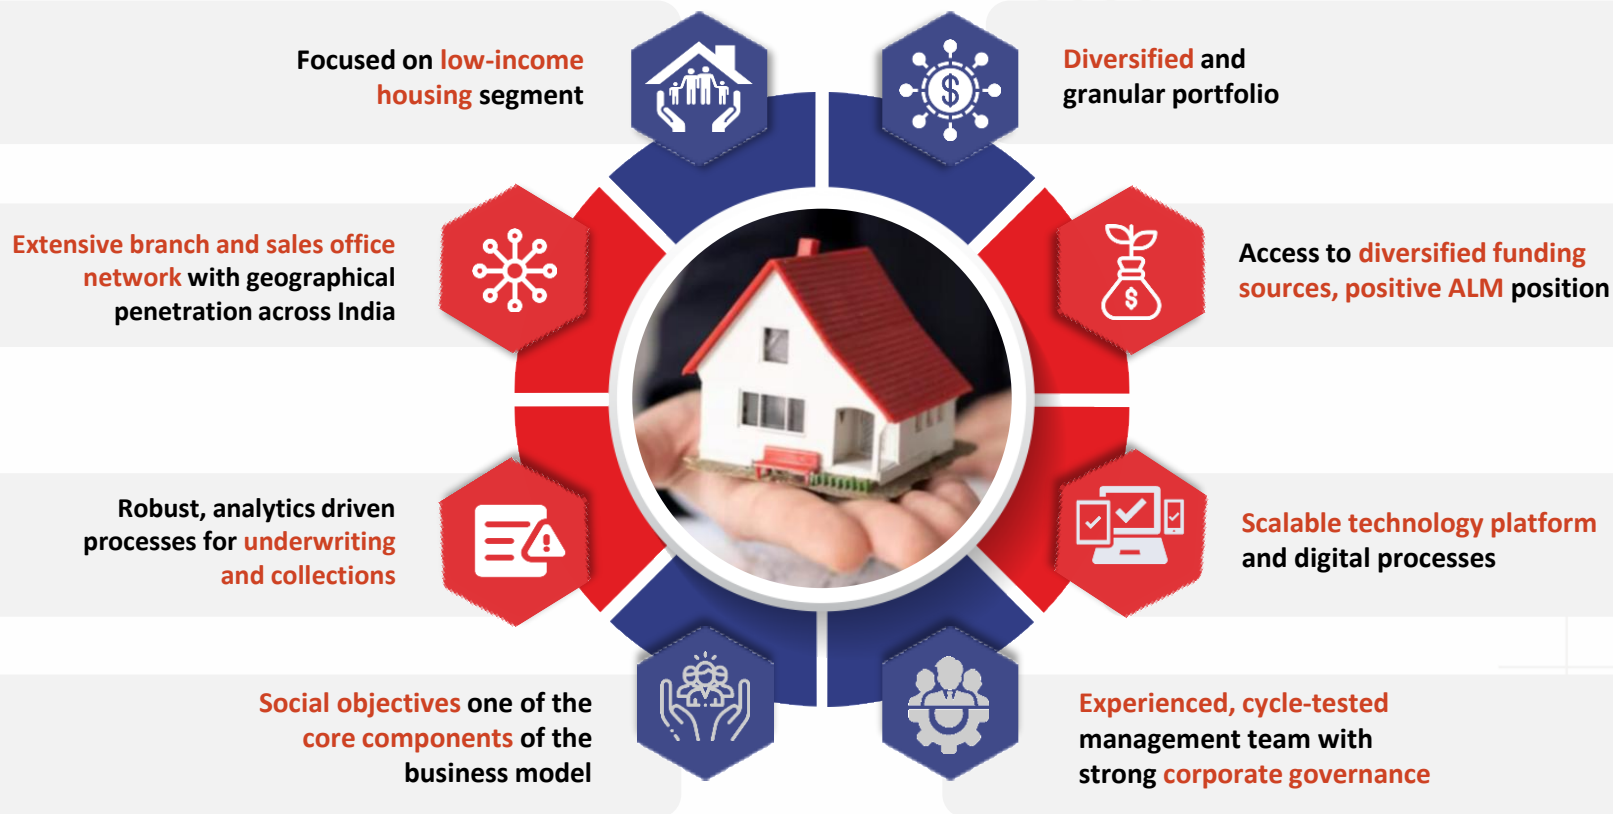 Focused on low-income
housing segment
Diversified and
granular portfolio
Extensive branch and sales office
network with geographical
penetration across India
Access to diversified funding
sources, positive ALM position
Robust, analytics driven
processes for underwriting
and collections
Scalable technology platform
and digital processes
Social objectives one of the
core components of the
business model
Experienced, cycle-tested
management team with
strong corporate governance